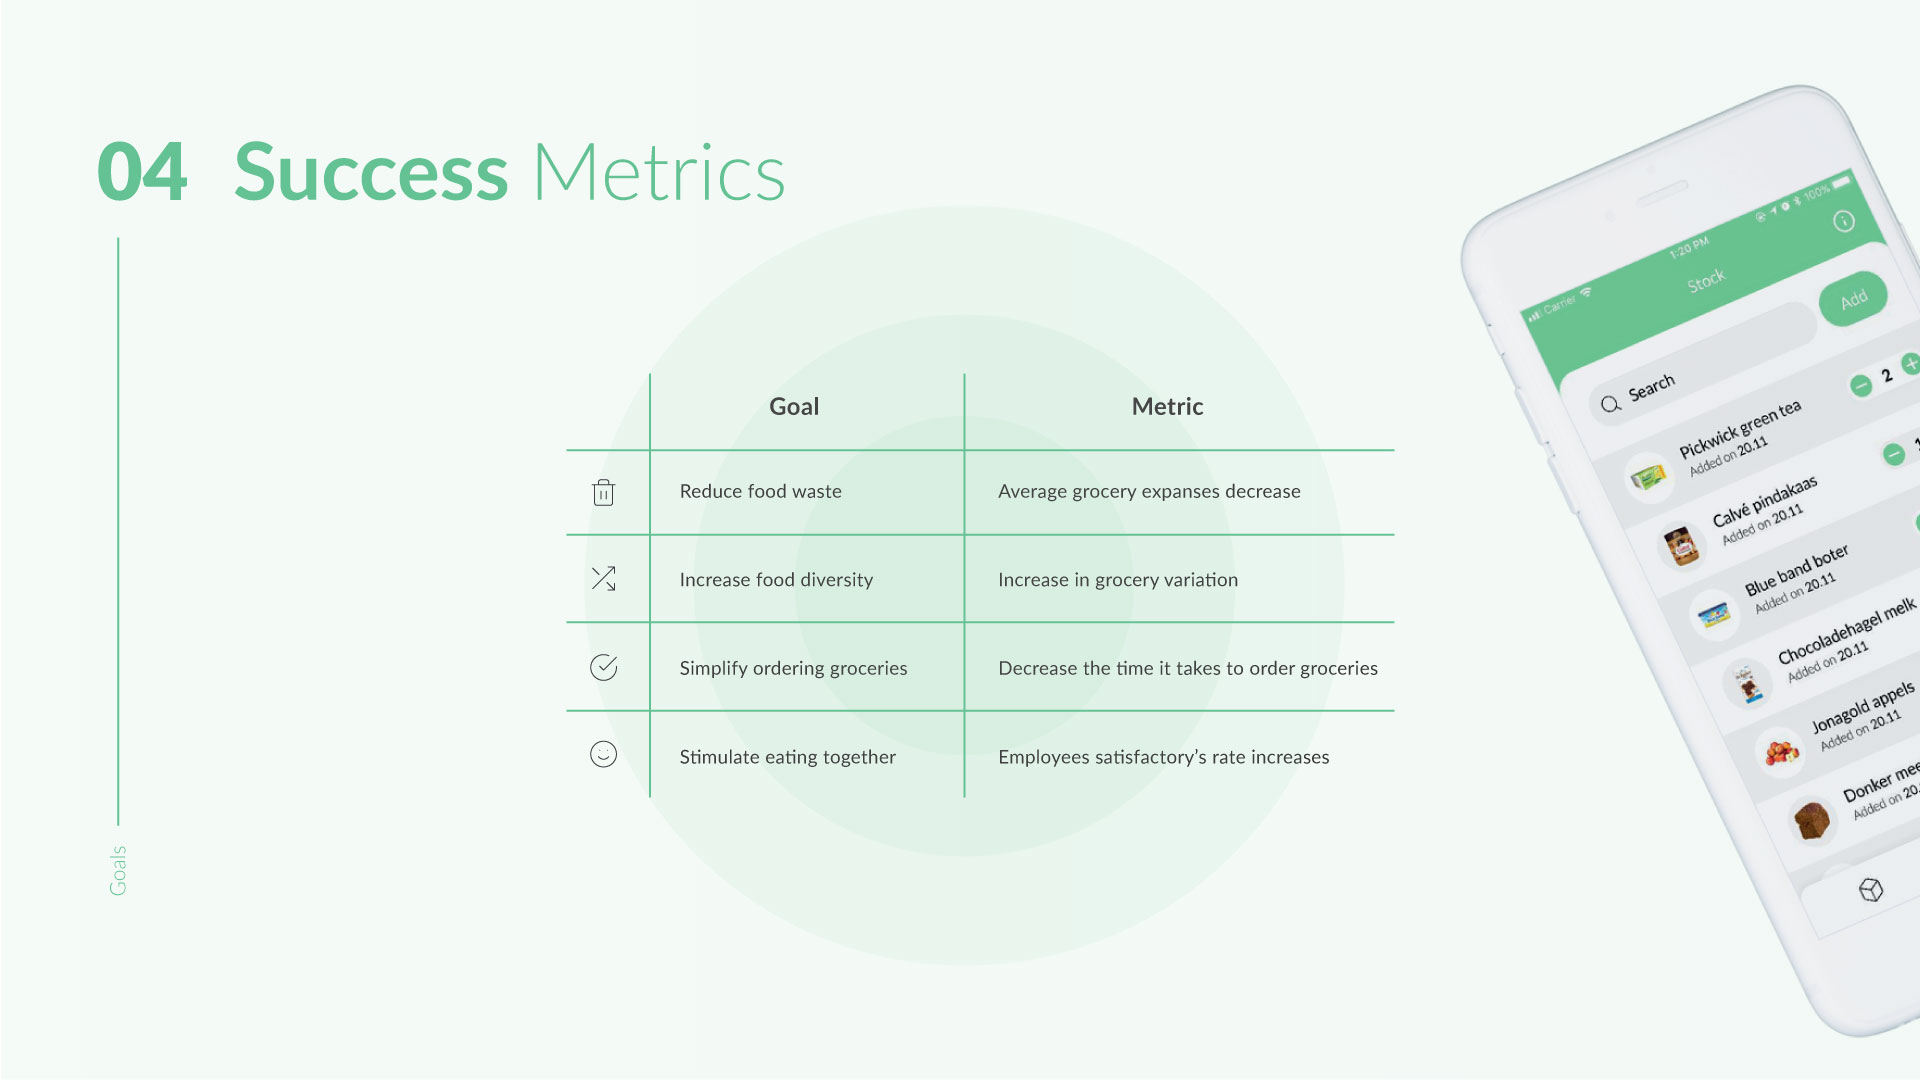 04 Success Metrics
Goals
Goal Metric
Reduce food waste Average grocery expanses decrease
Increase food diversity Increase in grocery variation
Simplify ordering groceries Decrease the time it takes to order groceries
Stimulate eating together Employees satisfactory's rate increases
Carrier 1:20 PM 100%
Stock
Search Add
Pickwick green tea 2
Added on 20.11
Calvé pindakaas
Added on 20.11
Blue band boter
Added on 20.11
Chocoladehagel melk
Added on 20.11
Jonagold appels
Added on 20.11
Donker mee
Added on 20.